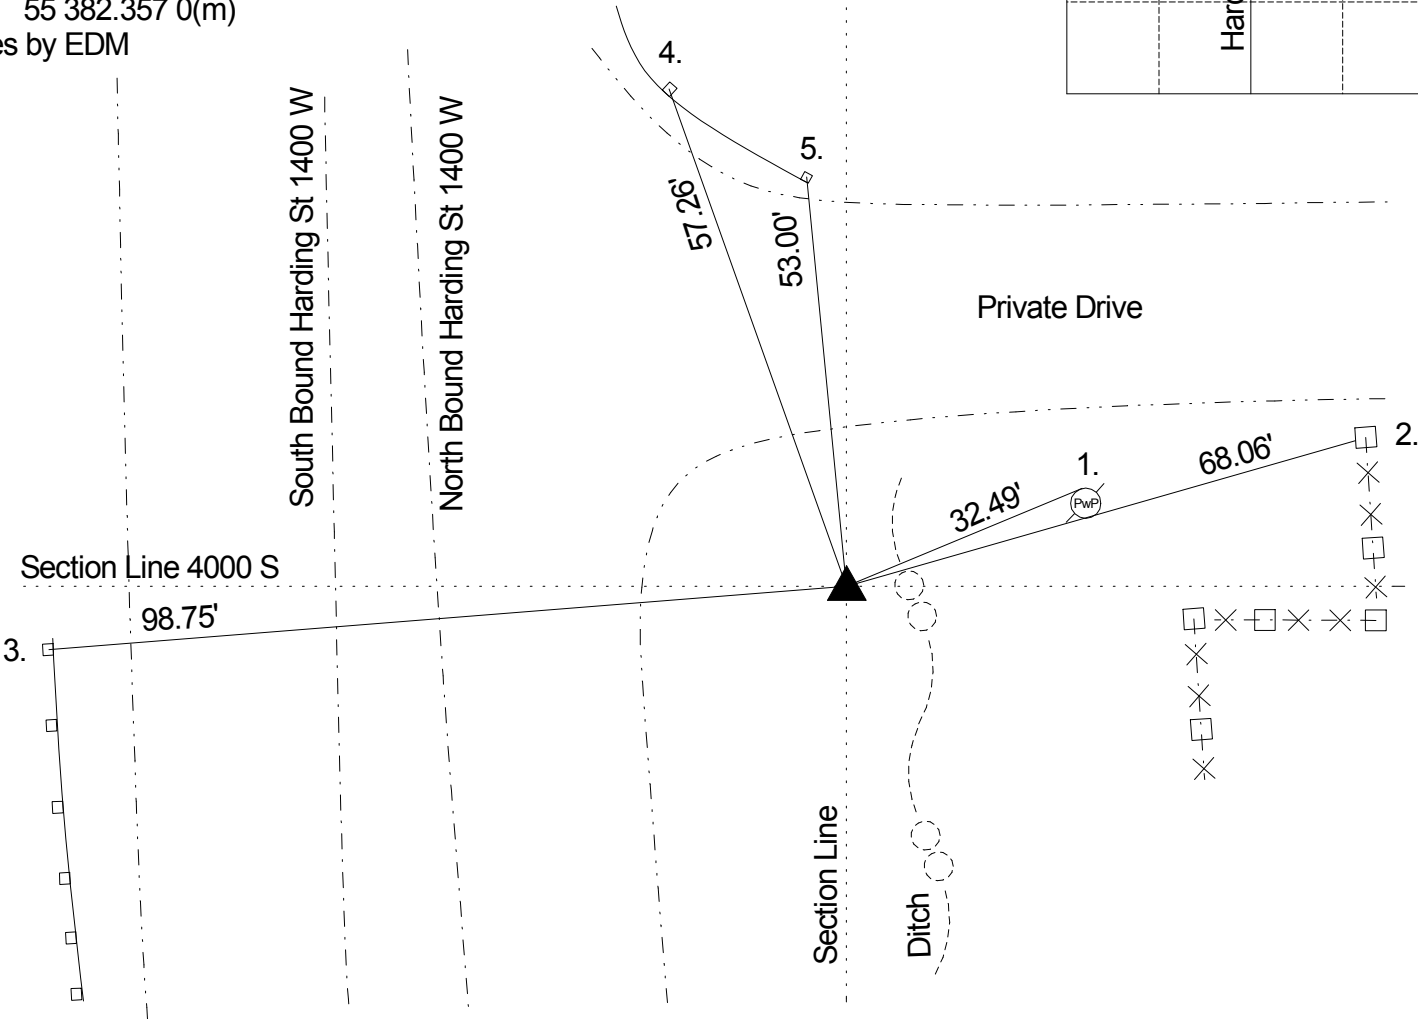 55 382.357 0(m)
es by EDM
Hard
4.
5.
South Bound Harding St 1400 W
North Bound Harding St 1400 W
57.26'
53.00'
Private Drive
2.
68.06'
1.
PwP
32.49'
Section Line 4000 S
98.75'
3.
Section Line
Ditch